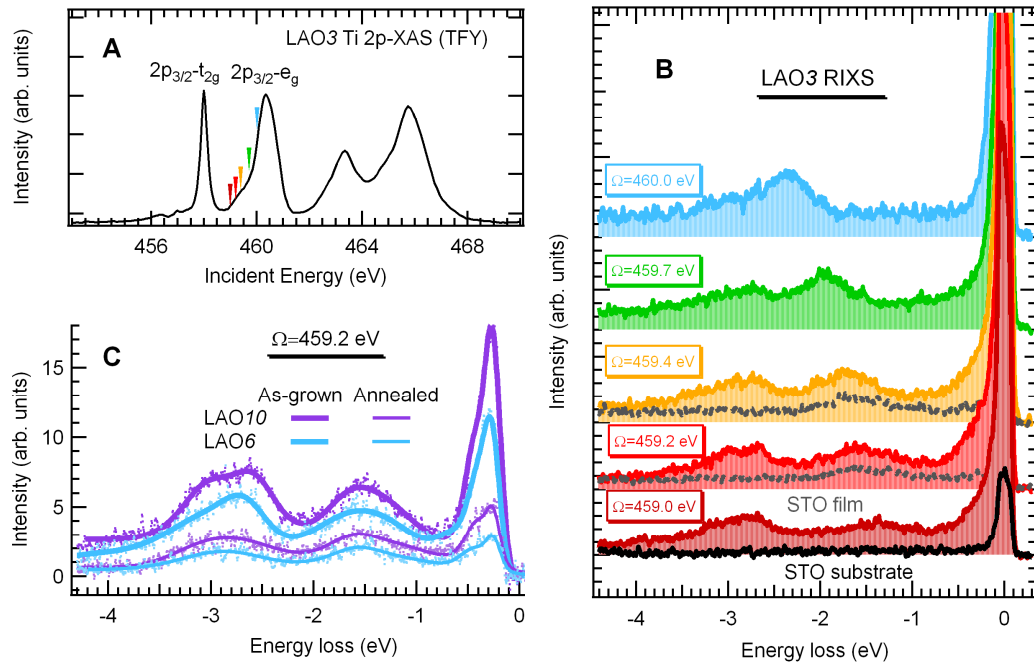 A
LAO3 Ti 2p-XAS (TFY)
2p3/2-t2g
2p3/2-eg
Intensity (arb. units)
456
460
464
468
Incident Energy (eV)
B
LAO3 RIXS
Ω=460.0 eV
Ω=459.7 eV
Ω=459.4 eV
Ω=459.2 eV
STO film
Ω=459.0 eV
STO substrate
Intensity (arb. units)
-4
-3
-2
-1
0
Energy loss (eV)
C
Ω=459.2 eV
As-grown Annealed
LAO10
LAO6
Intensity (arb. units)
15
10
5
0
-4
-3
-2
-1
0
Energy loss (eV)